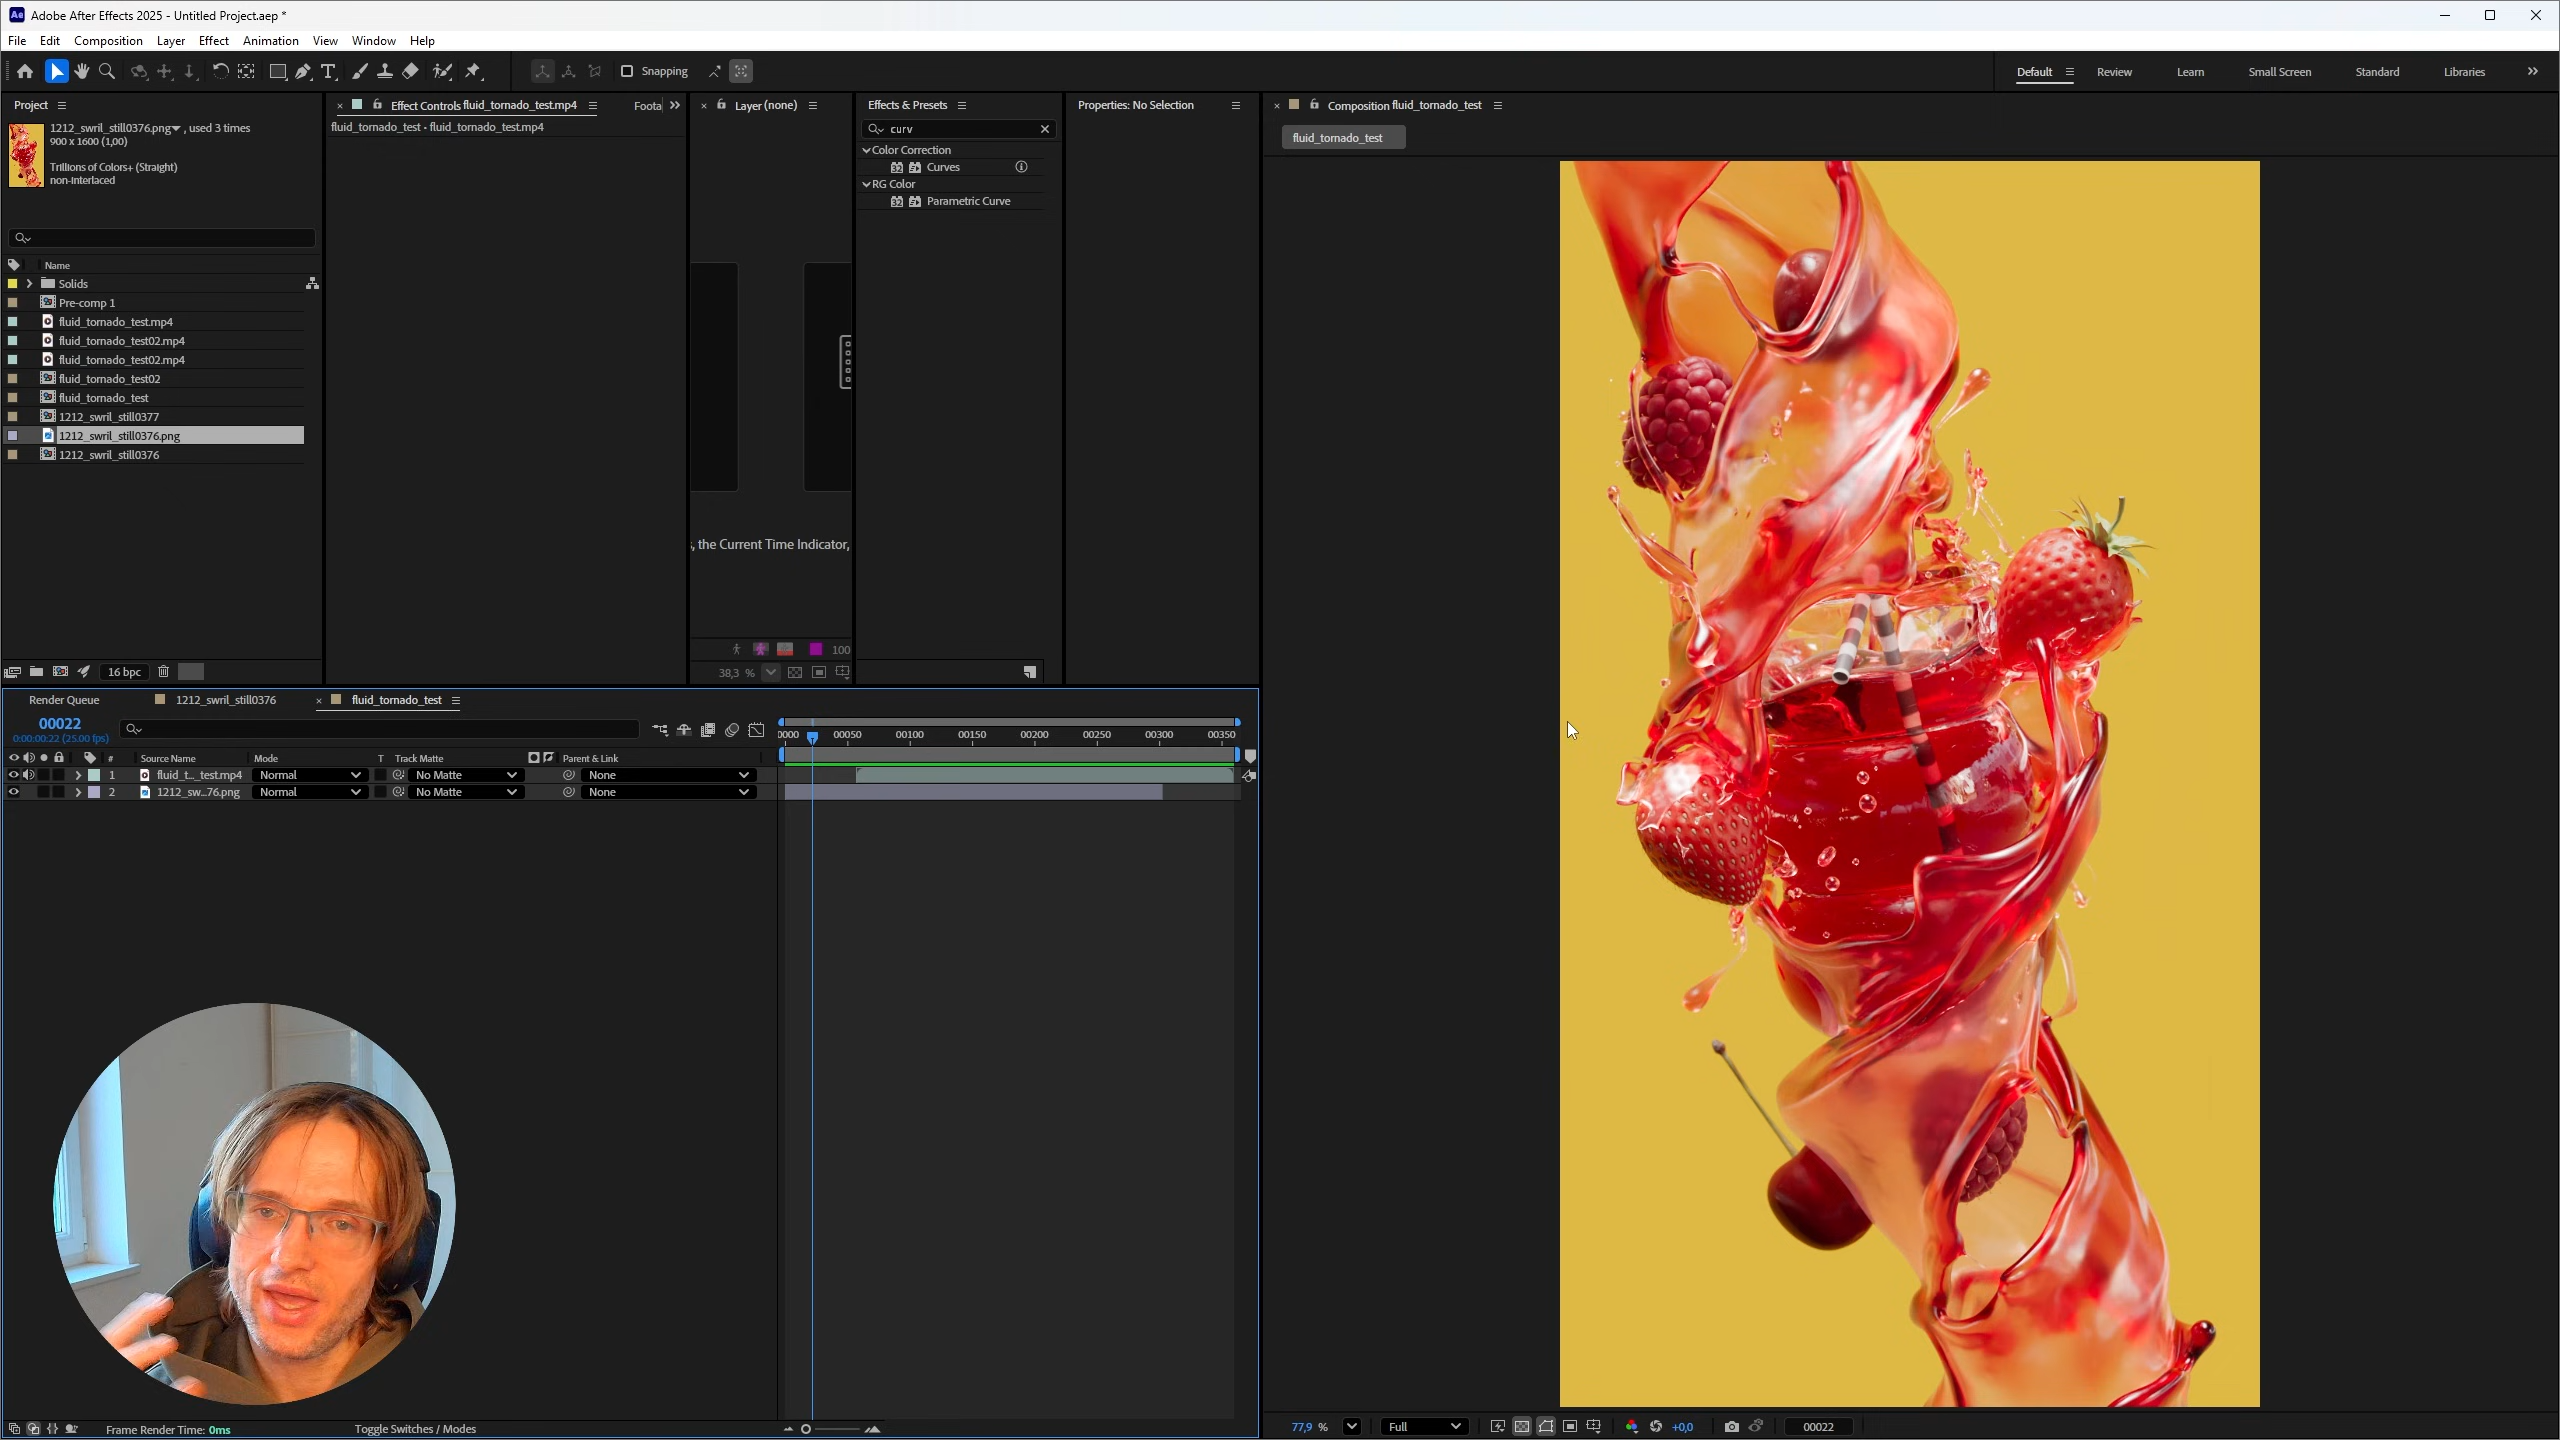 Adobe After Effects 2025 - Untitled Project.aep *
File Edit Composition Layer Effect Animation View Window Help
Snapping
Default Review Learn Small Screen Standard Libraries
Project
1212_swril_still0376.png , used 3 times
900 x 1600 (1,00)
Trillions of Colors+ (Straight)
non-interlaced
Name
Solids
Pre-comp 1
fluid_tornado_test.mp4
fluid_tornado_test02.mp4
fluid_tornado_test02.mp4
fluid_tornado_test02
fluid_tornado_test
1212_swril_still0377
1212_swril_still0376.png
1212_swril_still0376
16 bpc
Effect Controls fluid_tornado_test.mp4 Foota
fluid_tornado_test • fluid_tornado_test.mp4
Layer (none)
, the Current Time Indicator,
100
38,3 %
Effects & Presets
curv
Color Correction
32 Curves
RG Color
32 Parametric Curve
Properties: No Selection
Composition fluid_tornado_test
fluid_tornado_test
Render Queue 1212_swril_still0376 fluid_tornado_test
00022
0:00:00:22 (25.00 fps)
0000 00050 00100 00150 00200 00250 00300 00350
# Source Name Mode T Track Matte Parent & Link
1 fluid_t..._test.mp4 Normal No Matte None
2 1212_sw...76.png Normal No Matte None
Frame Render Time: 0ms Toggle Switches / Modes
77,9 % Full +0,0 00022